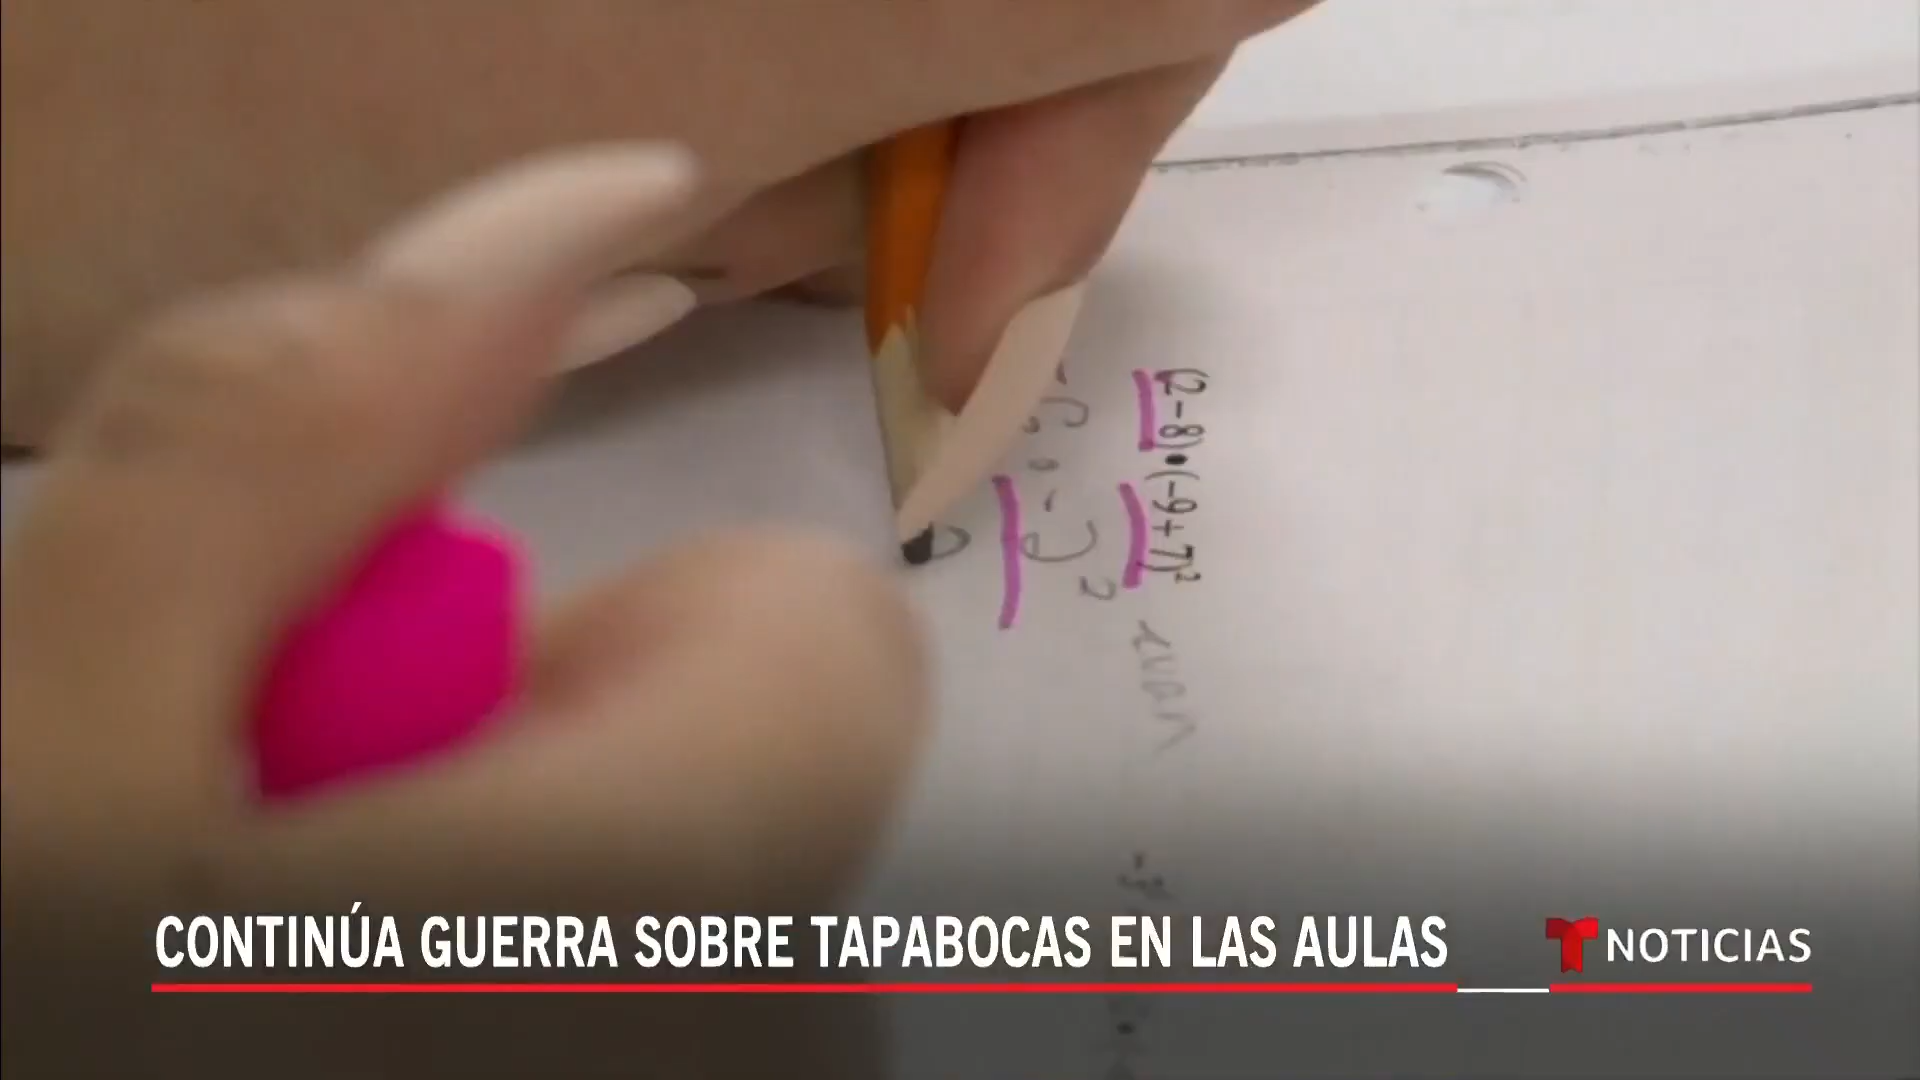 (2-8)•(-9+7)²
CONTINÚA GUERRA SOBRE TAPABOCAS EN LAS AULAS
NOTICIAS